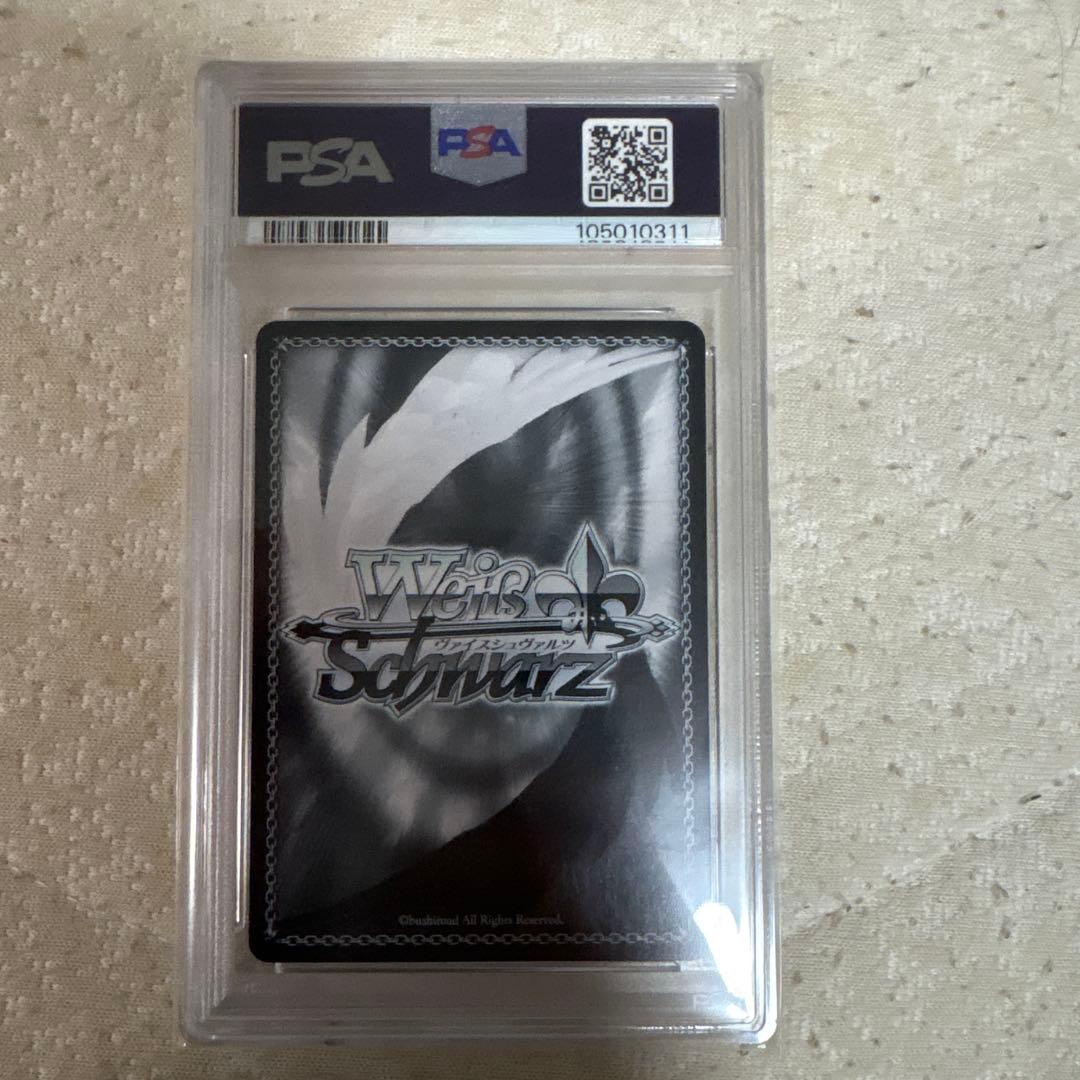 PSA
PSA
105010311
Weiß
ヴァイスシュヴァルツ
Schwarz
©bushiroad All Rights Reserved.
PSA